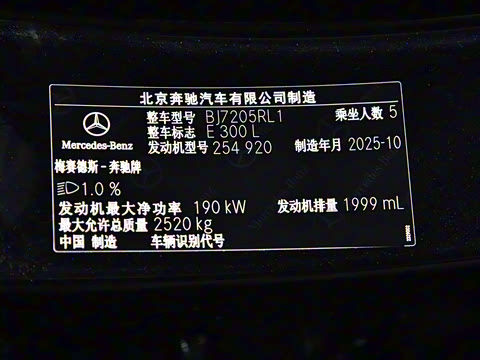 北京奔驰汽车有限公司制造
整车型号 BJ7205RL1 乘坐人数 5
整车标志 E 300 L
Mercedes-Benz 发动机型号 254 920 制造年月 2025-10
梅赛德斯-奔驰牌
1.0 %
发动机最大净功率 190 kW 发动机排量 1999 mL
最大允许总质量 2520 kg
中国 制造 车辆识别代号